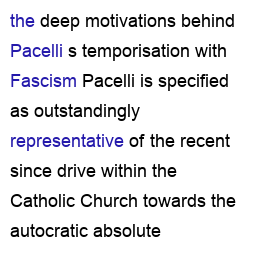 the deep motivations behind
Pacelli s temporisation with
Fascism Pacelli is specified
as outstandingly
representative of the recent
since drive within the
Catholic Church towards the
autocratic absolute